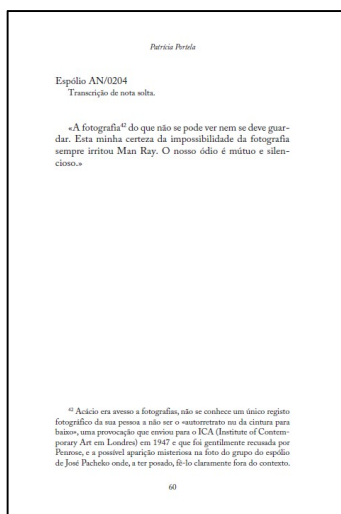 Patrícia Portela
Espólio AN/0204
Transcrição de nota solta.
«A fotografia⁴² do que não se pode ver nem se deve guar-
dar. Esta minha certeza da impossibilidade da fotografia
sempre irritou Man Ray. O nosso ódio é mútuo e silen-
cioso.»
⁴² Acácio era avesso a fotografias, não se conhece um único registo
fotográfico da sua pessoa a não ser o «autorretrato nu da cintura para
baixo», uma provocação que enviou para o ICA (Institute of Contem-
porary Art em Londres) em 1947 e que foi gentilmente recusada por
Penrose, e a possível aparição misteriosa na foto do grupo do espólio
de José Pacheko onde, a ter posado, fê-lo claramente fora do contexto.
60